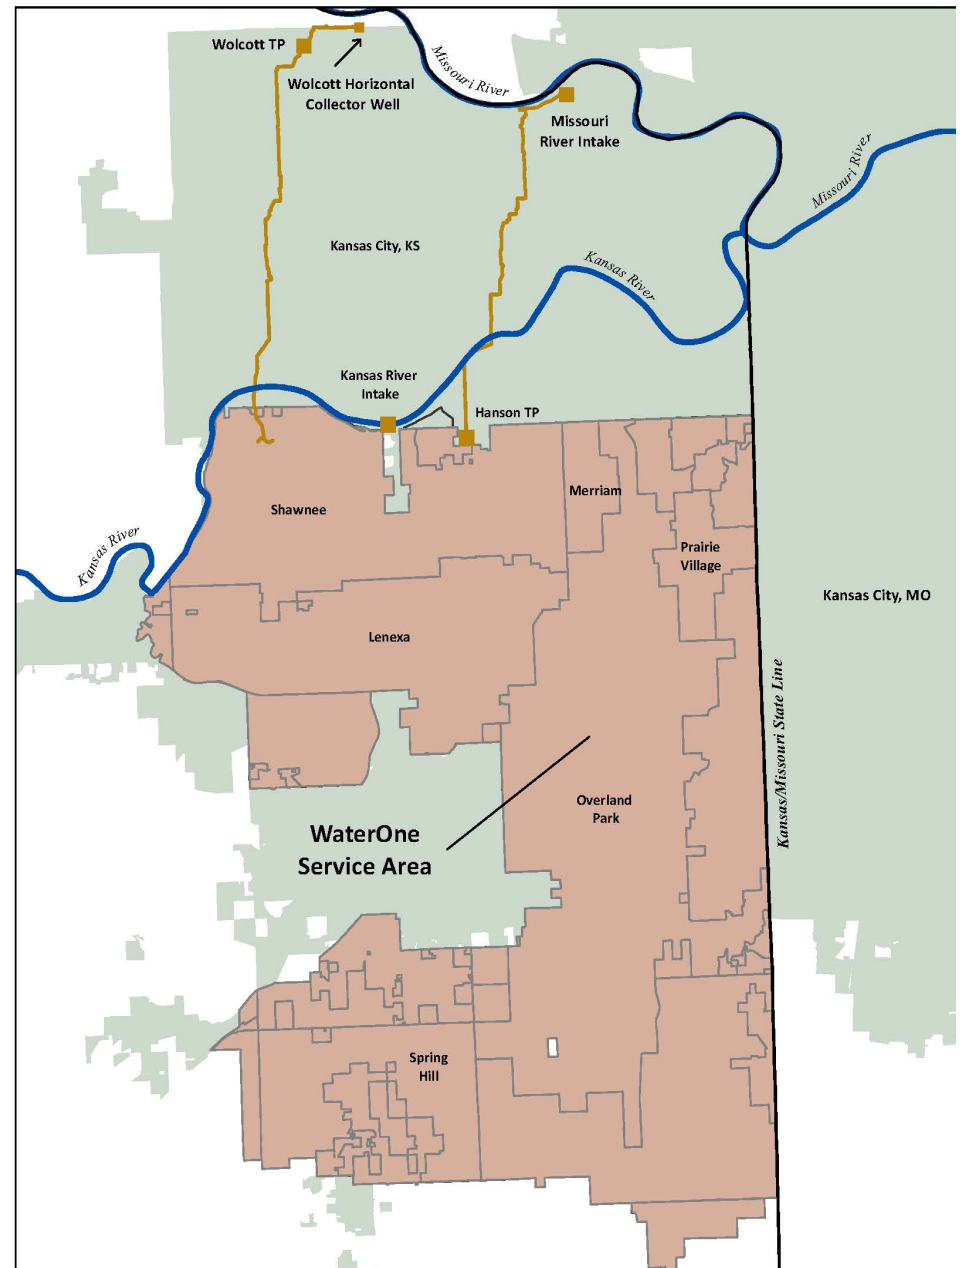 Wolcott TP
Wolcott Horizontal
Collector Well
Missouri River
Missouri
River Intake
Missouri River
Kansas City, KS
Kansas River
Kansas River
Intake
Hanson TP
Merriam
Shawnee
Prairie
Village
Kansas River
Kansas City, MO
Lenexa
Kansas/Missouri State Line
Overland
Park
WaterOne
Service Area
Spring
Hill